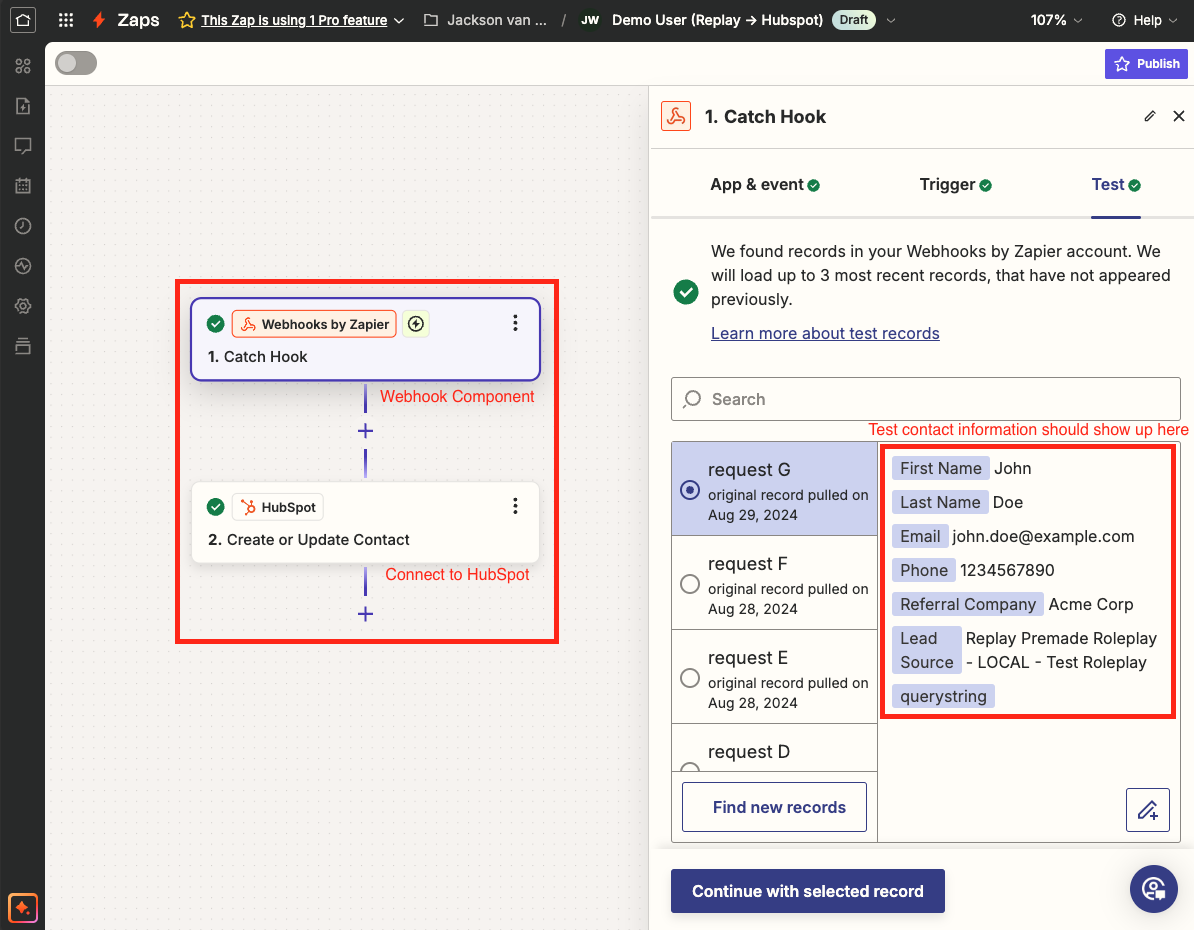 Zaps
This Zap is using 1 Pro feature
Jackson van ...
/
JW
Demo User (Replay → Hubspot)
Draft
107%
Help
Publish
Webhooks by Zapier
1. Catch Hook
Webhook Component
HubSpot
2. Create or Update Contact
Connect to HubSpot
1. Catch Hook
App & event
Trigger
Test
We found records in your Webhooks by Zapier account. We
will load up to 3 most recent records, that have not appeared
previously.
Learn more about test records
Search
Test contact information should show up here
request G
original record pulled on
Aug 29, 2024
request F
original record pulled on
Aug 28, 2024
request E
original record pulled on
Aug 28, 2024
request D
Find new records
First Name John
Last Name Doe
Email john.doe@example.com
Phone 1234567890
Referral Company Acme Corp
Lead Source Replay Premade Roleplay
- LOCAL - Test Roleplay
querystring
Continue with selected record